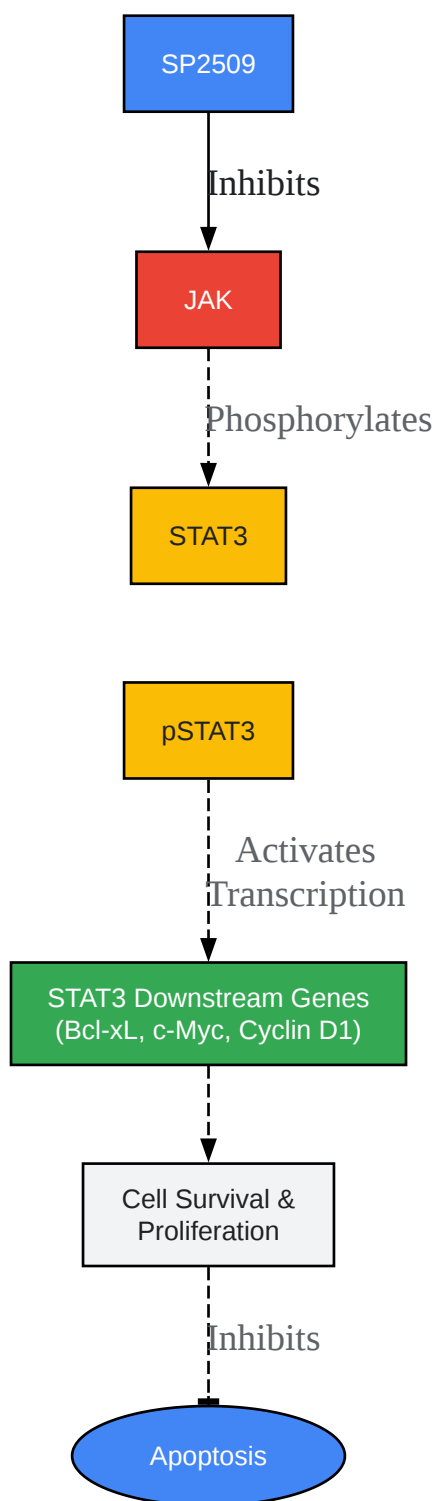 SP2509
Inhibits
JAK
Phosphorylates
STAT3
pSTAT3
Activates
Transcription
STAT3 Downstream Genes
(Bcl-xL, c-Myc, Cyclin D1)
Cell Survival &
Proliferation
Inhibits
Apoptosis